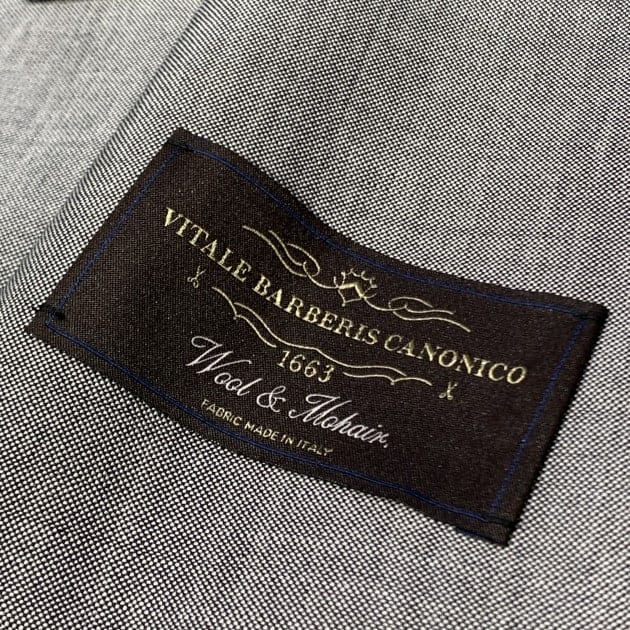 VITALE BARBERIS CANONICO
1663
Wool & Mohair.
FABRIC MADE IN ITALY